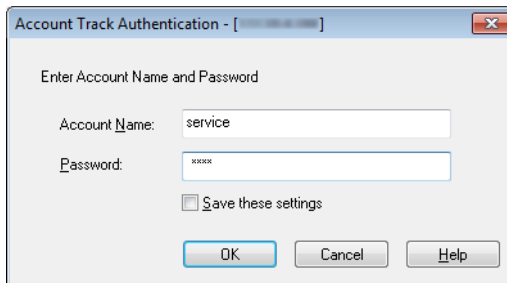 Account Track Authentication - [ ]
Enter Account Name and Password
Account Name: service
Password: ****
Save these settings
OK Cancel Help